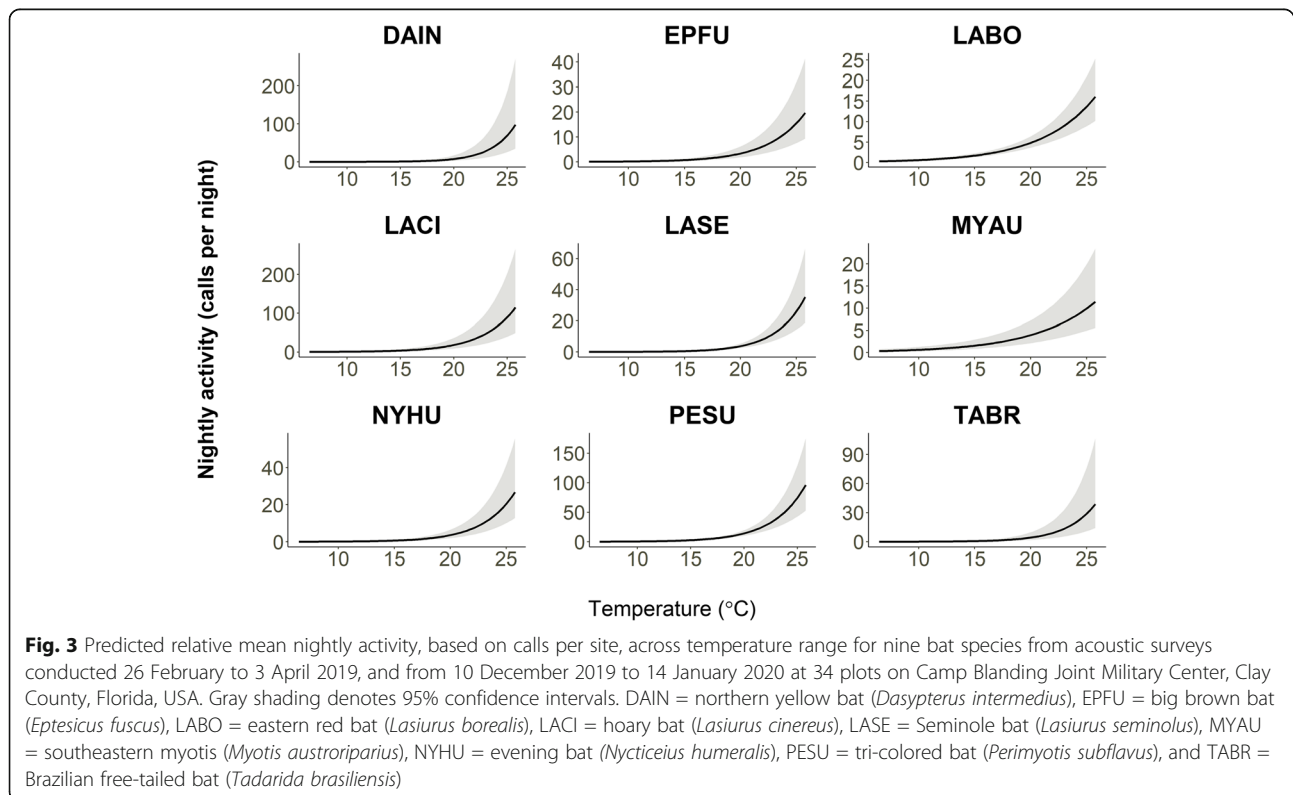 DAIN
EPFU
LABO
200
100
0
10 15 20 25
40
30
20
10
0
10 15 20 25
25
20
15
10
5
0
10 15 20 25
Nightly activity (calls per night)
LACI
LASE
MYAU
200
100
0
10 15 20 25
60
40
20
0
10 15 20 25
20
15
10
5
0
10 15 20 25
NYHU
PESU
TABR
40
20
0
10 15 20 25
150
100
50
0
10 15 20 25
90
60
30
0
10 15 20 25
Temperature (°C)
Fig. 3 Predicted relative mean nightly activity, based on calls per site, across temperature range for nine bat species from acoustic surveys
conducted 26 February to 3 April 2019, and from 10 December 2019 to 14 January 2020 at 34 plots on Camp Blanding Joint Military Center, Clay
County, Florida, USA. Gray shading denotes 95% confidence intervals. DAIN = northern yellow bat (Dasypterus intermedius), EPFU = big brown bat
(Eptesicus fuscus), LABO = eastern red bat (Lasiurus borealis), LACI = hoary bat (Lasiurus cinereus), LASE = Seminole bat (Lasiurus seminolus), MYAU
= southeastern myotis (Myotis austroriparius), NYHU = evening bat (Nycticeius humeralis), PESU = tri-colored bat (Perimyotis subflavus), and TABR =
Brazilian free-tailed bat (Tadarida brasiliensis)